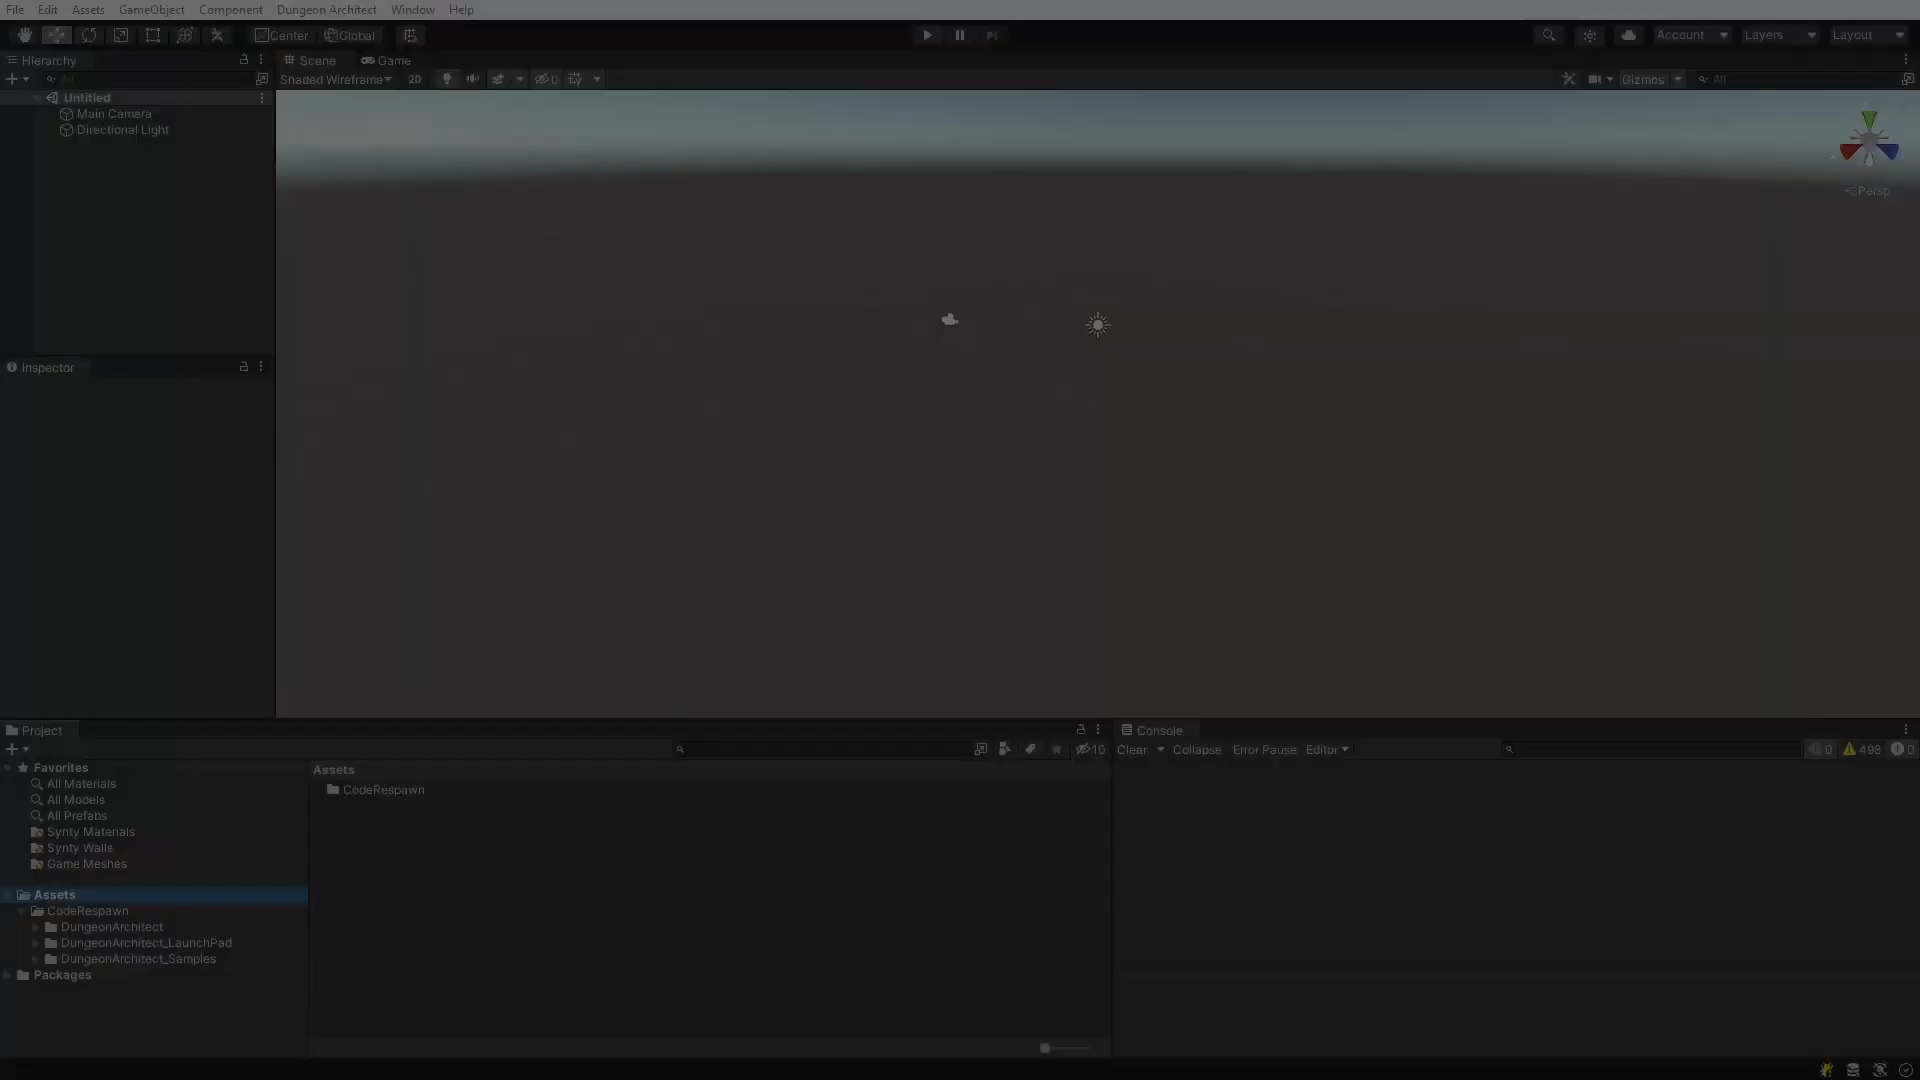 File Edit Assets GameObject Component Dungeon Architect Window Help
Center Global Account Layers Layout
Hierarchy
All
Untitled
Main Camera
Directional Light
Scene Game
Shaded Wireframe 2D 0 Gizmos All
Persp
Inspector
Project
10
Favorites
All Materials
All Models
All Prefabs
Synty Materials
Synty Walls
Game Meshes
Assets
CodeRespawn
DungeonArchitect
DungeonArchitect_LaunchPad
DungeonArchitect_Samples
Packages
Assets
CodeRespawn
Console
Clear Collapse Error Pause Editor 0 498 0